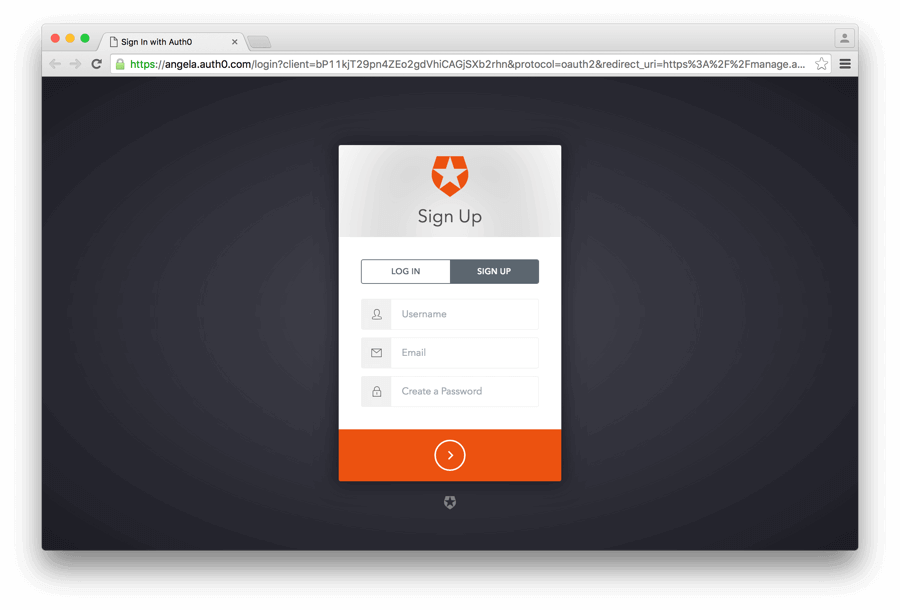 Sign In with Auth0
https://angela.auth0.com/login?client=bP11kjT29pn4ZEo2gdVhiCAGjSXb2rhn&protocol=oauth2&redirect_uri=https%3A%2F%2Fmanage.a...
Sign Up
LOG IN SIGN UP
Username
Email
Create a Password